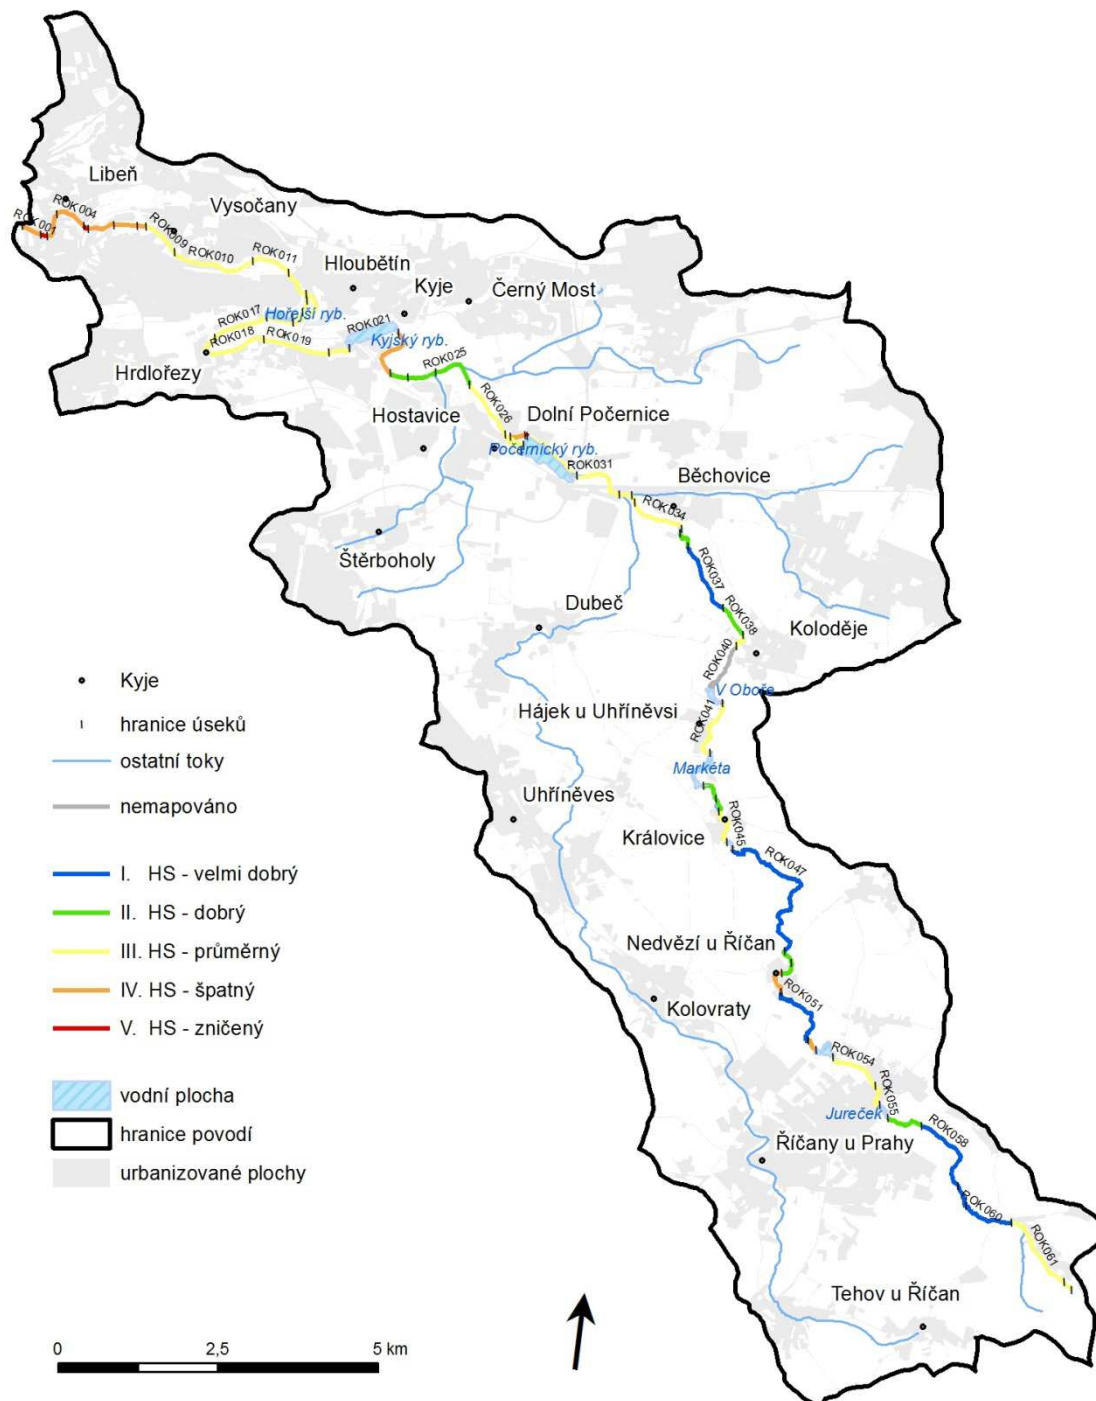 Libeň
ROK004
Vysočany
ROK001
ROK009
ROK010
ROK011
Hloubětín
Kyje
Černý Most
ROK017
Hořejší ryb.
ROK021
Kyjský ryb.
ROK018
ROK019
ROK025
Hrdlořezy
Hostavice
ROK026
Dolní Počernice
Počernický ryb.
ROK031
Běchovice
ROK034
Štěrboholy
ROK037
Dubeč
ROK038
Koloděje
ROK040
V Oboře
Hájek u Uhříněvsi
ROK041
Markéta
Uhříněves
Královice
ROK045
ROK047
Nedvězí u Říčan
ROK051
Kolovraty
ROK054
ROK055
Jureček
ROK058
Říčany u Prahy
ROK060
ROK061
Tehov u Říčan
Kyje
hranice úseků
ostatní toky
nemapováno
I. HS - velmi dobrý
II. HS - dobrý
III. HS - průměrný
IV. HS - špatný
V. HS - zničený
vodní plocha
hranice povodí
urbanizované plochy
0 2,5 5 km